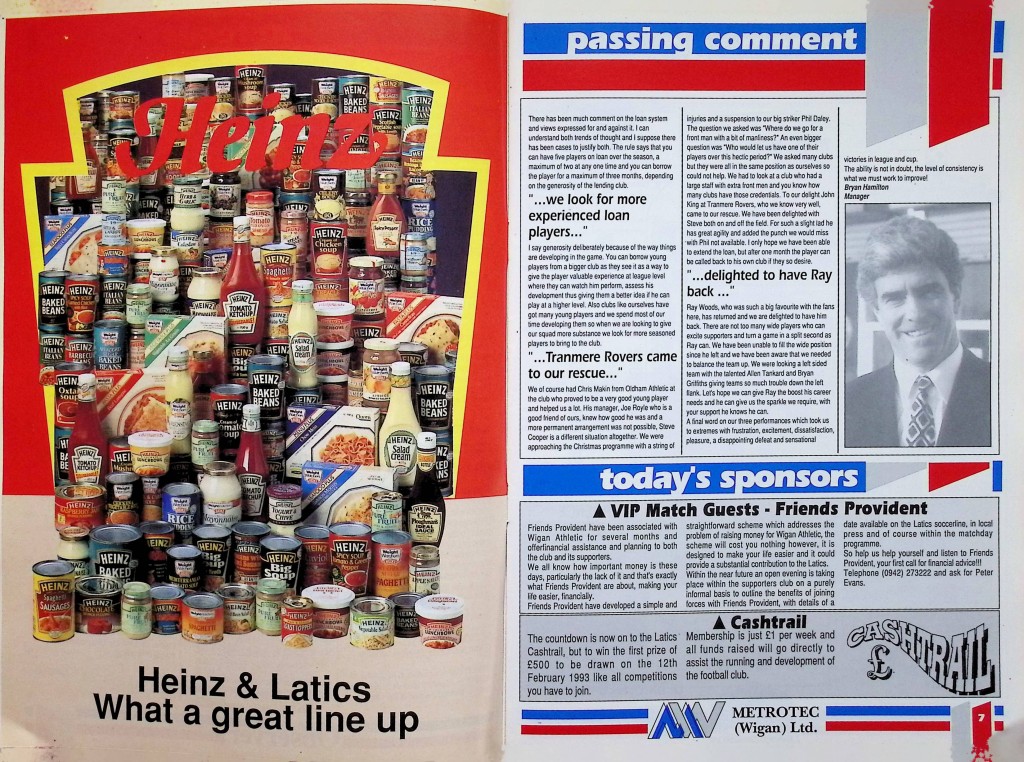 Heinz
Heinz & Latics
What a great line up
passing comment
There has been much comment on the loan system
and views expressed for and against it. I can
understand both trends of thought and I suppose there
has been cases to justify both. The rule says that you
can have five players on loan over the season, a
maximum of two at any one time and you can borrow
the player for a maximum of three months, depending
on the generosity of the lending club.
"...we look for more
experienced loan
players..."
I say generosity deliberately because of the way things
are developing in the game. You can borrow young
players from a bigger club as they see it as a way to
give the player valuable experience at league level
where they can watch him perform, assess his
development thus giving them a better idea if he can
play at a higher level. Also clubs like ourselves have
got many young players and we spend most of our
time developing them so when we are looking to give
our squad more substance we look for more seasoned
players to bring to the club.
"...Tranmere Rovers came
to our rescue..."
We of course had Chris Makin from Oldham Athletic at
the club who proved to be a very good young player
and helped us a lot. His manager, Joe Royle who is a
good friend of ours, knew how good he was and a
more permanent arrangement was not possible, Steve
Cooper is a different situation altogether. We were
approaching the Christmas programme with a string of
injuries and a suspension to our big striker Phil Daley.
The question we asked was "Where do we go for a
front man with a bit of manliness?" An even bigger
question was "Who would let us have one of their
players over this hectic period?" We asked many clubs
but they were all in the same position as ourselves so
could not help. We had to look at a club who had a
large staff with extra front men and you know how
many clubs have those credentials. To our delight John
King at Tranmere Rovers, who we know very well,
came to our rescue. We have been delighted with
Steve both on and off the field. For such a slight lad he
has great agility and added the punch we would miss
with Phil not available. I only hope we have been able
to extend the loan, but after one month the player can
be called back to his own club if they so desire.
"...delighted to have Ray
back ..."
Ray Woods, who was such a big favourite with the fans
here, has returned and we are delighted to have him
back. There are not too many wide players who can
excite supporters and turn a game in a split second as
Ray can. We have been unable to fill the wide position
since he left and we have been aware that we needed
to balance the team up. We were looking a left sided
team with the talented Allen Tankard and Bryan
Griffiths giving teams so much trouble down the left
flank. Let's hope we can give Ray the boost his career
needs and he can give us the sparkle we require, with
your support he knows he can.
A final word on our three performances which took us
to extremes with frustration, excitement, dissatisfaction,
pleasure, a disappointing defeat and sensational
victories in league and cup.
The ability is not in doubt, the level of consistency is
what we must work to improve!
Bryan Hamilton
Manager
today's sponsors
▲ VIP Match Guests - Friends Provident
Friends Provident have been associated with
Wigan Athletic for several months and
offerinancial assistance and planning to both
the club and its supporters.
We all know how important money is these
days, particularly the lack of it and that's exactly
what Friends Provident are about, making your
life easier, financially.
Friends Provident have developed a simple and
straightforward scheme which addresses the
problem of raising money for Wigan Athletic, the
scheme will cost you nothing however, it is
designed to make your life easier and it could
provide a substantial contribution to the Latics.
Within the near future an open evening is taking
place within the supporters club on a purely
informal basis to outline the benefits of joining
forces with Friends Provident, with details of a
date available on the Latics soccerline, in local
press and of course within the matchday
programme.
So help us help yourself and listen to Friends
Provident, your first call for financial advice!!!
Telephone (0942) 273222 and ask for Peter
Evans.
▲ Cashtrail
The countdown is now on to the Latics
Cashtrail, but to win the first prize of
£500 to be drawn on the 12th
February 1993 like all competitions
you have to join.
Membership is just £1 per week and
all funds raised will go directly to
assist the running and development of
the football club.
CASHTRAIL
£
METROTEC
(Wigan) Ltd.
7